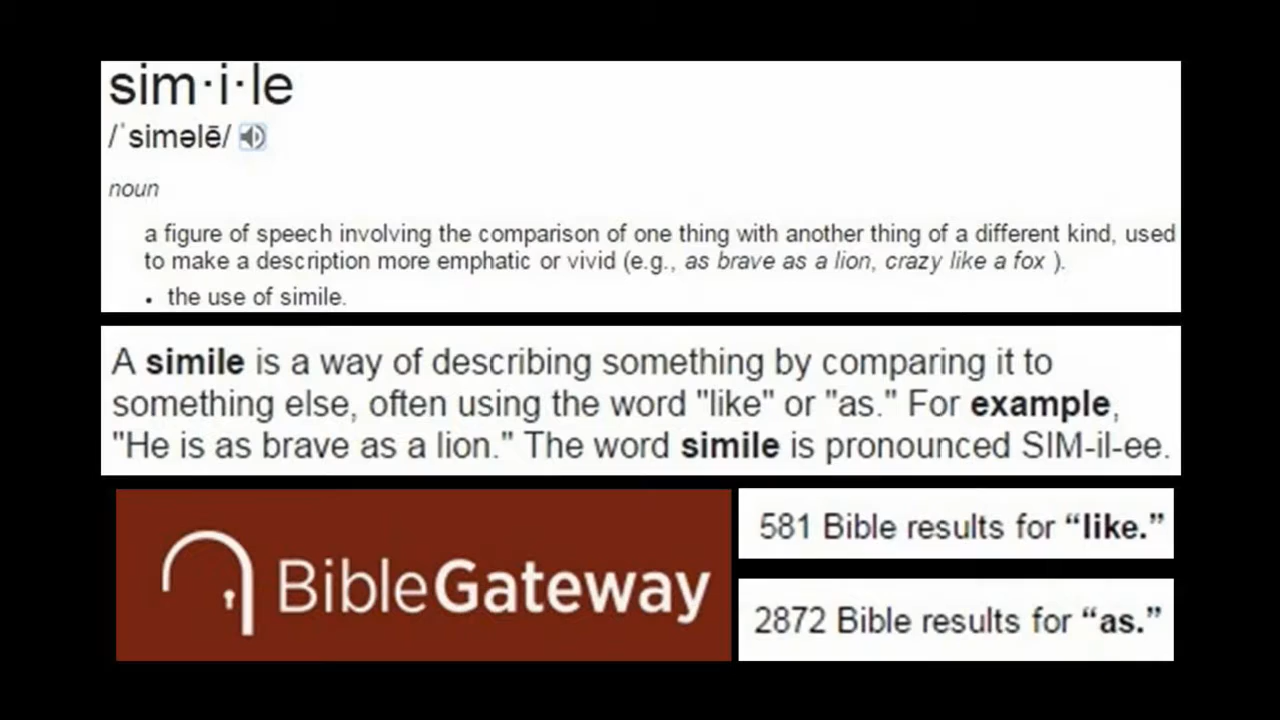 sim·i·le
/ˈsiməlē/
noun
a figure of speech involving the comparison of one thing with another thing of a different kind, used
to make a description more emphatic or vivid (e.g., as brave as a lion, crazy like a fox ).
• the use of simile.
A simile is a way of describing something by comparing it to
something else, often using the word "like" or "as." For example,
"He is as brave as a lion." The word simile is pronounced SIM-il-ee.
BibleGateway
581 Bible results for “like.”
2872 Bible results for “as.”